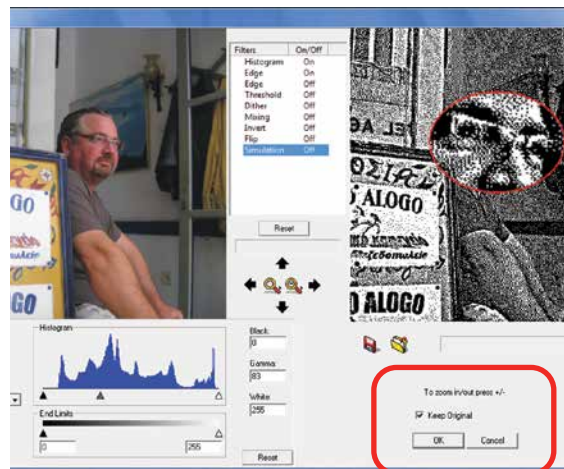 Filters On/Off
Histogram On
Edge On
Edge Off
Threshold Off
Dither Off
Mixing Off
Invert Off
Flip Off
Simulation Off
Reset
GO
GO
ALOGO
ALOGO
Histogram
Black:
0
Gamma:
83
White
255
End Limits
0
255
Reset
To zoom in/out press +/-
Keep Original
OK Cancel